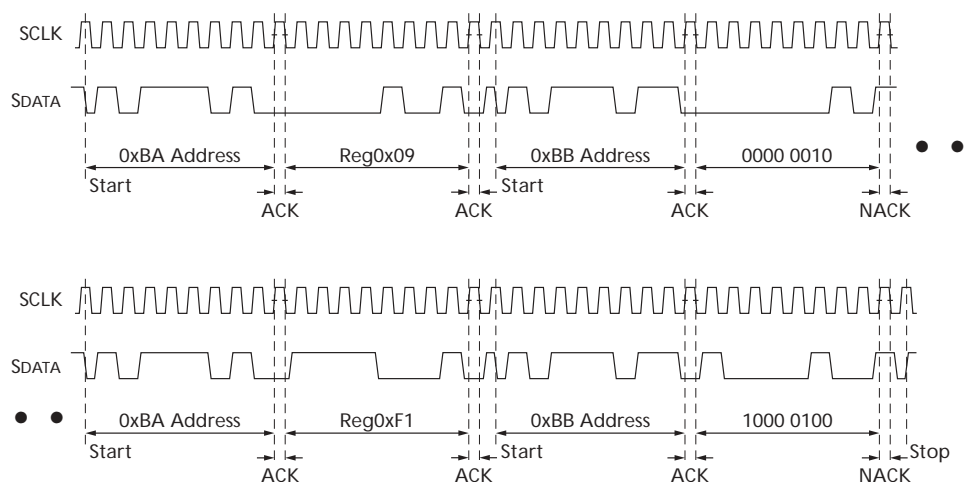 SCLK
SDATA
0xBA Address Reg0x09 0xBB Address 0000 0010
Start Start
ACK ACK ACK NACK
SCLK
SDATA
0xBA Address Reg0xF1 0xBB Address 1000 0100
Start Start Stop
ACK ACK ACK NACK